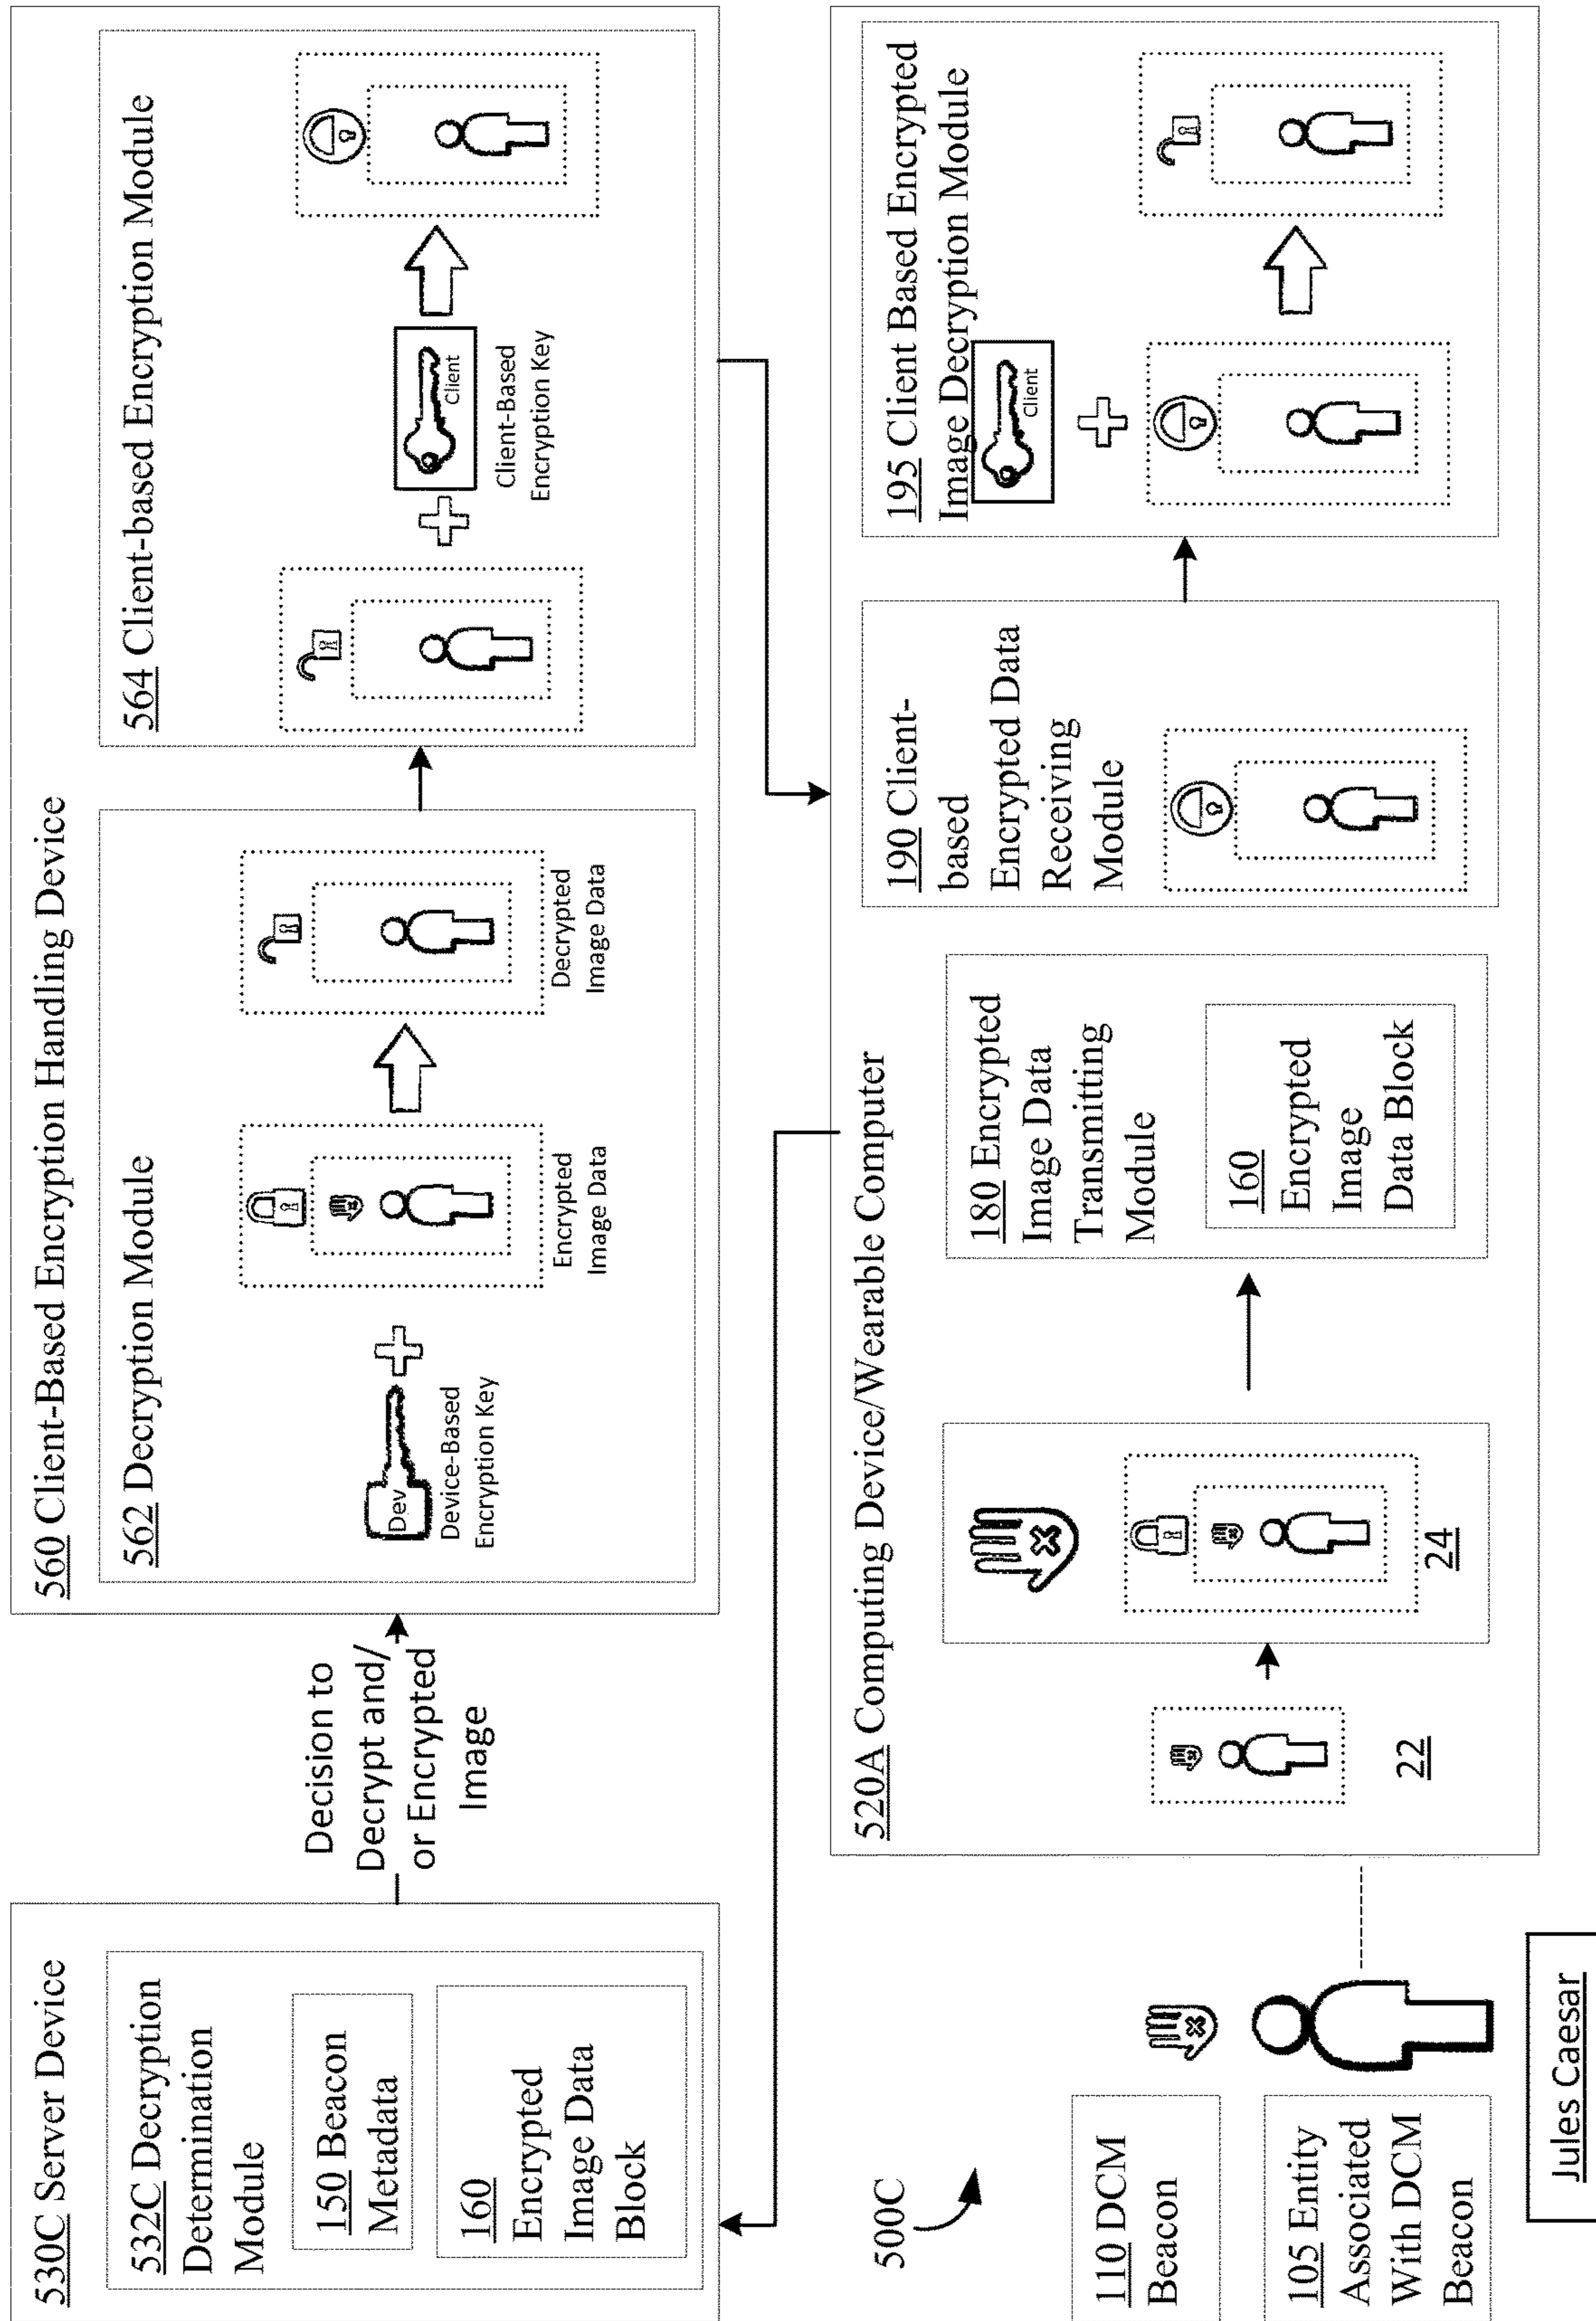 530C Server Device
532C Decryption
Determination
Module
150 Beacon
Metadata
160
Encrypted
Image Data
Block
Decision to
Decrypt and/
or Encrypted
Image
560 Client-Based Encryption Handling Device
562 Decryption Module
Dev
Device-Based
Encryption Key
Encrypted
Image Data
Decrypted
Image Data
564 Client-based Encryption Module
Client
Client-Based
Encryption Key
500C
110 DCM
Beacon
105 Entity
Associated
With DCM
Beacon
Jules Caesar
520A Computing Device/Wearable Computer
22
24
180 Encrypted
Image Data
Transmitting
Module
160
Encrypted
Image
Data Block
190 Client-
based
Encrypted Data
Receiving
Module
195 Client Based Encrypted
Image Decryption Module
Client